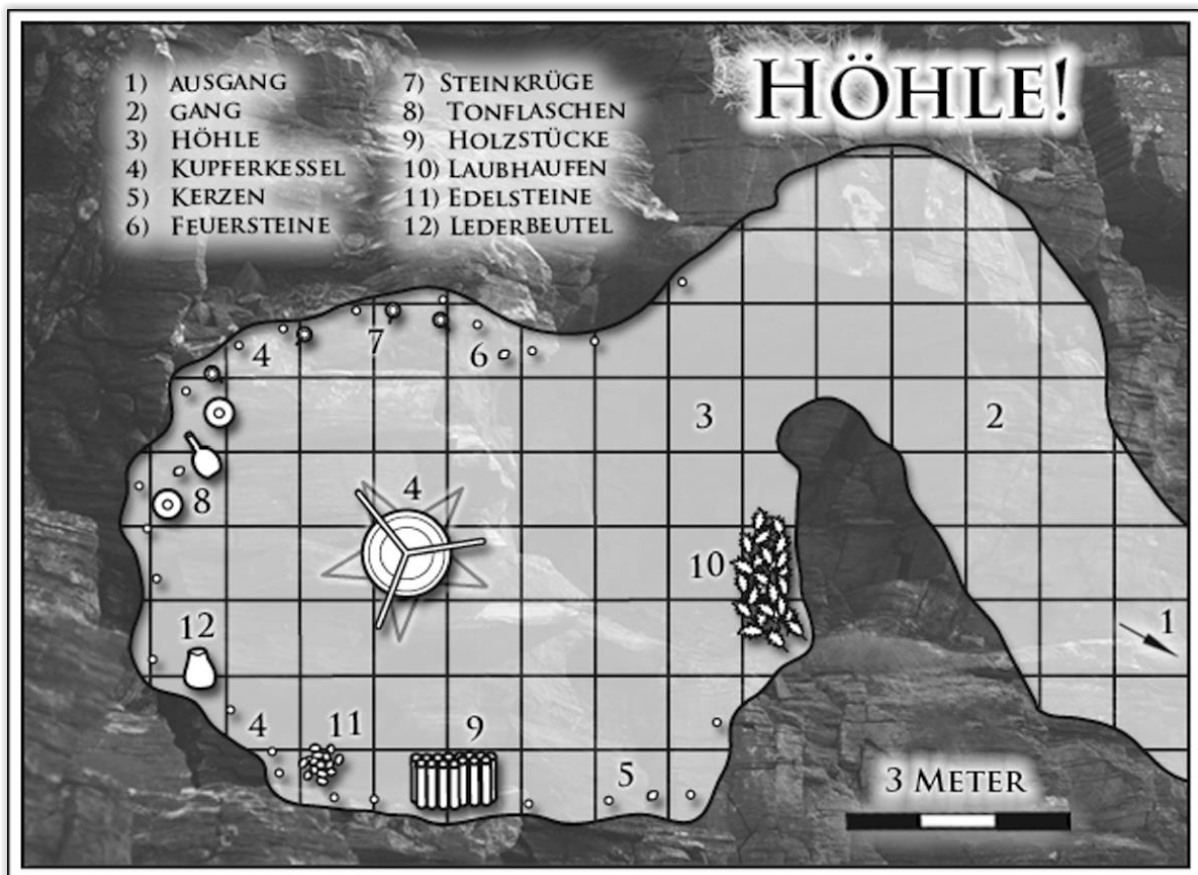 HÖHLE!
1) AUSGANG
2) GANG
3) HÖHLE
4) KUPFERKESSEL
5) KERZEN
6) FEUERSTEINE
7) STEINKRÜGE
8) TONFLASCHEN
9) HOLZSTÜCKE
10) LAUBHAUFEN
11) EDELSTEINE
12) LEDERBEUTEL
4
7
6
3
2
8
4
10
1
12
4
11
9
5
3 METER